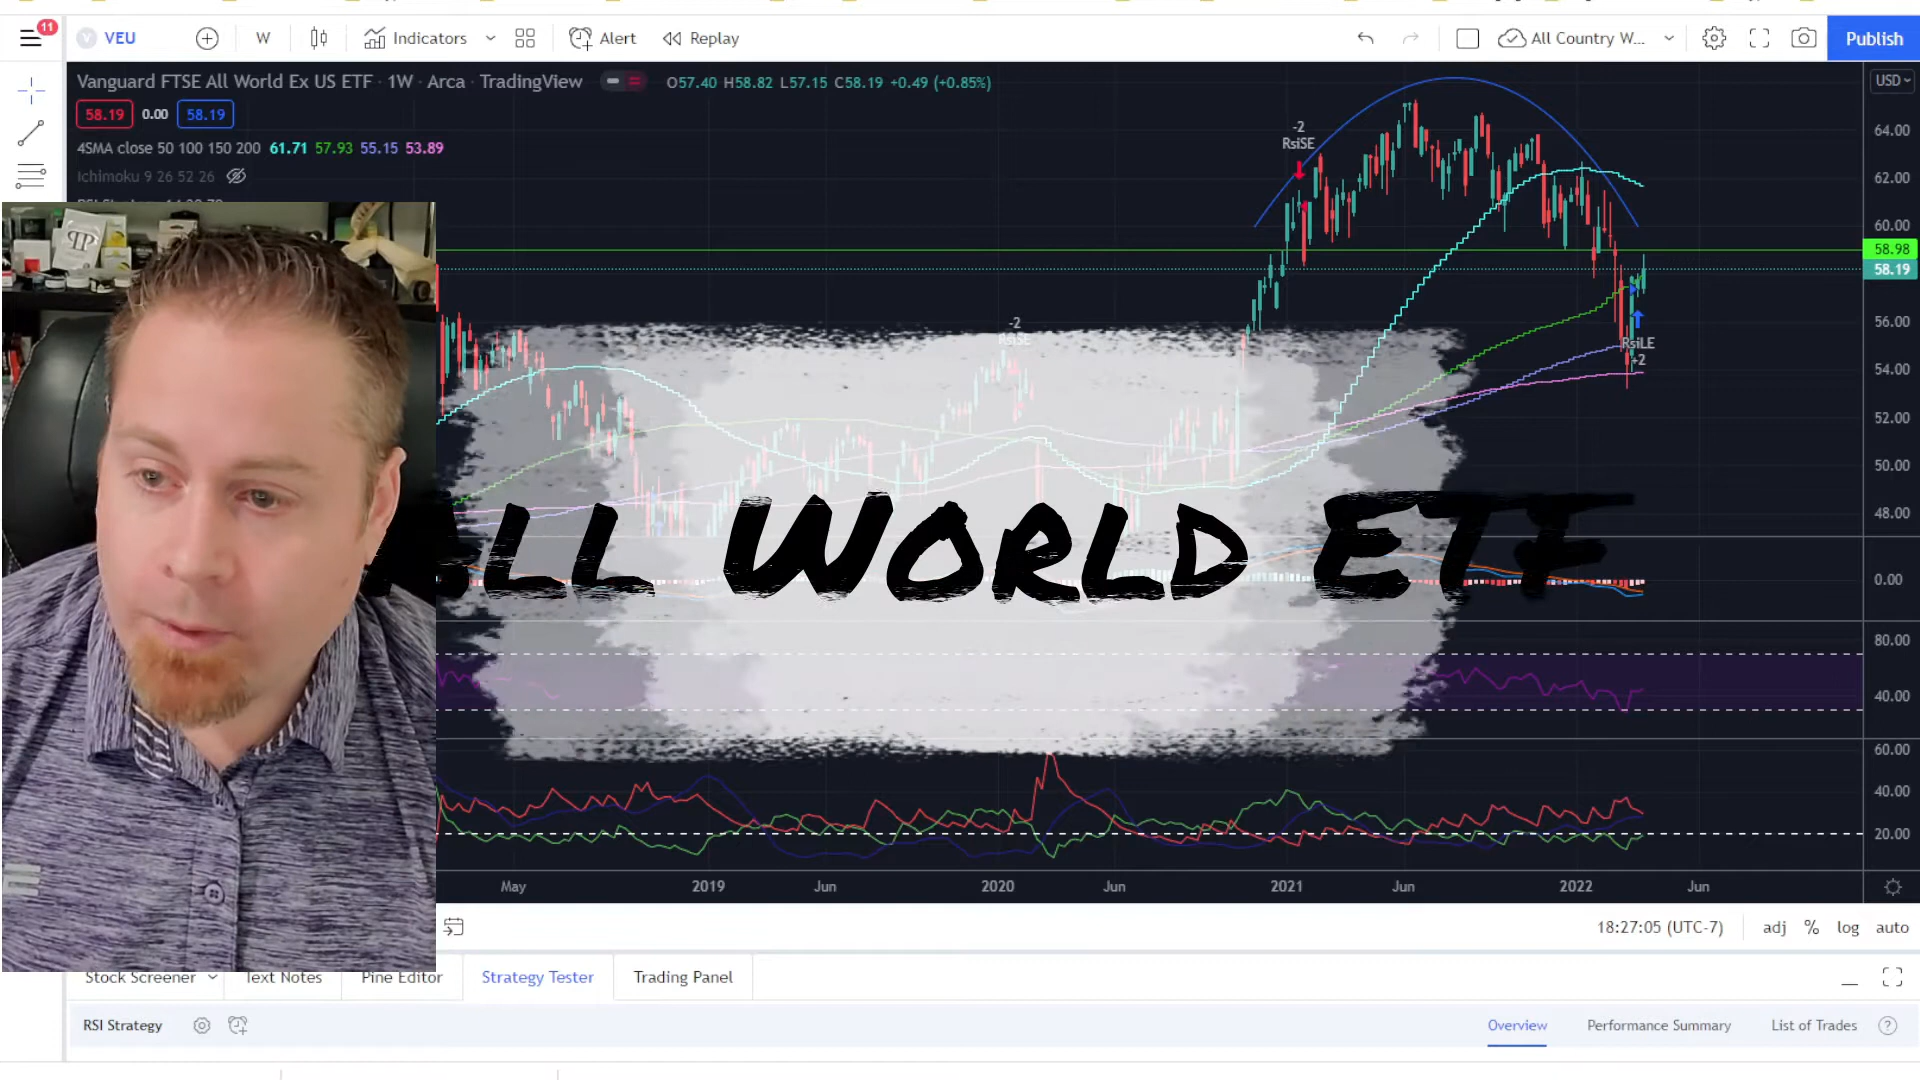 11
VEU
W
Indicators
Alert
Replay
All Country W...
Publish
Vanguard FTSE All World Ex US ETF · 1W · Arca · TradingView
O57.40 H58.82 L57.15 C58.19 +0.49 (+0.85%)
USD
58.19 0.00 58.19
4SMA close 50 100 150 200 61.71 57.93 55.15 53.89
Ichimoku 9 26 52 26
-2
RsiSE
-2
RsiSE
RsiLE
+2
64.00
62.00
60.00
58.98
58.19
56.00
54.00
52.00
50.00
48.00
0.00
80.00
40.00
60.00
40.00
20.00
All World ETF
May 2019 Jun 2020 Jun 2021 Jun 2022 Jun
18:27:05 (UTC-7) adj % log auto
Stock Screener Text Notes Pine Editor Strategy Tester Trading Panel
RSI Strategy
Overview Performance Summary List of Trades ?